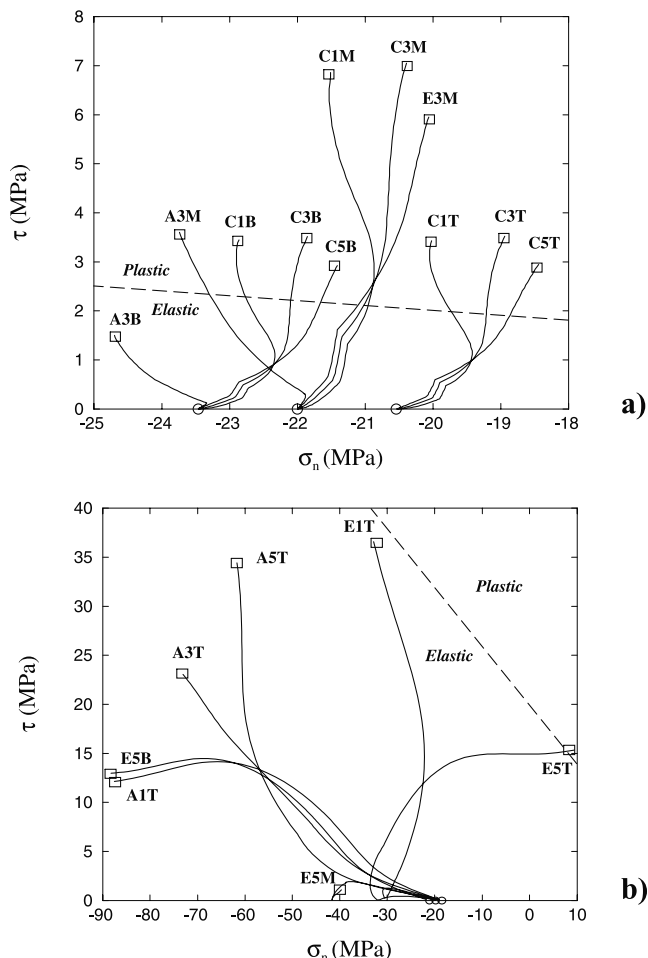 8
7
6
5
4
3
2
1
0
τ (MPa)
C1M
C3M
E3M
A3M
C1B
C3B
C5B
C1T
C3T
C5T
Plastic
Elastic
A3B
-25 -24 -23 -22 -21 -20 -19 -18
σn (MPa)
a)
40
35
30
25
20
15
10
5
0
τ (MPa)
E1T
A5T
Plastic
Elastic
A3T
E5B
A1T
E5T
E5M
-90 -80 -70 -60 -50 -40 -30 -20 -10 0 10
σn (MPa)
b)